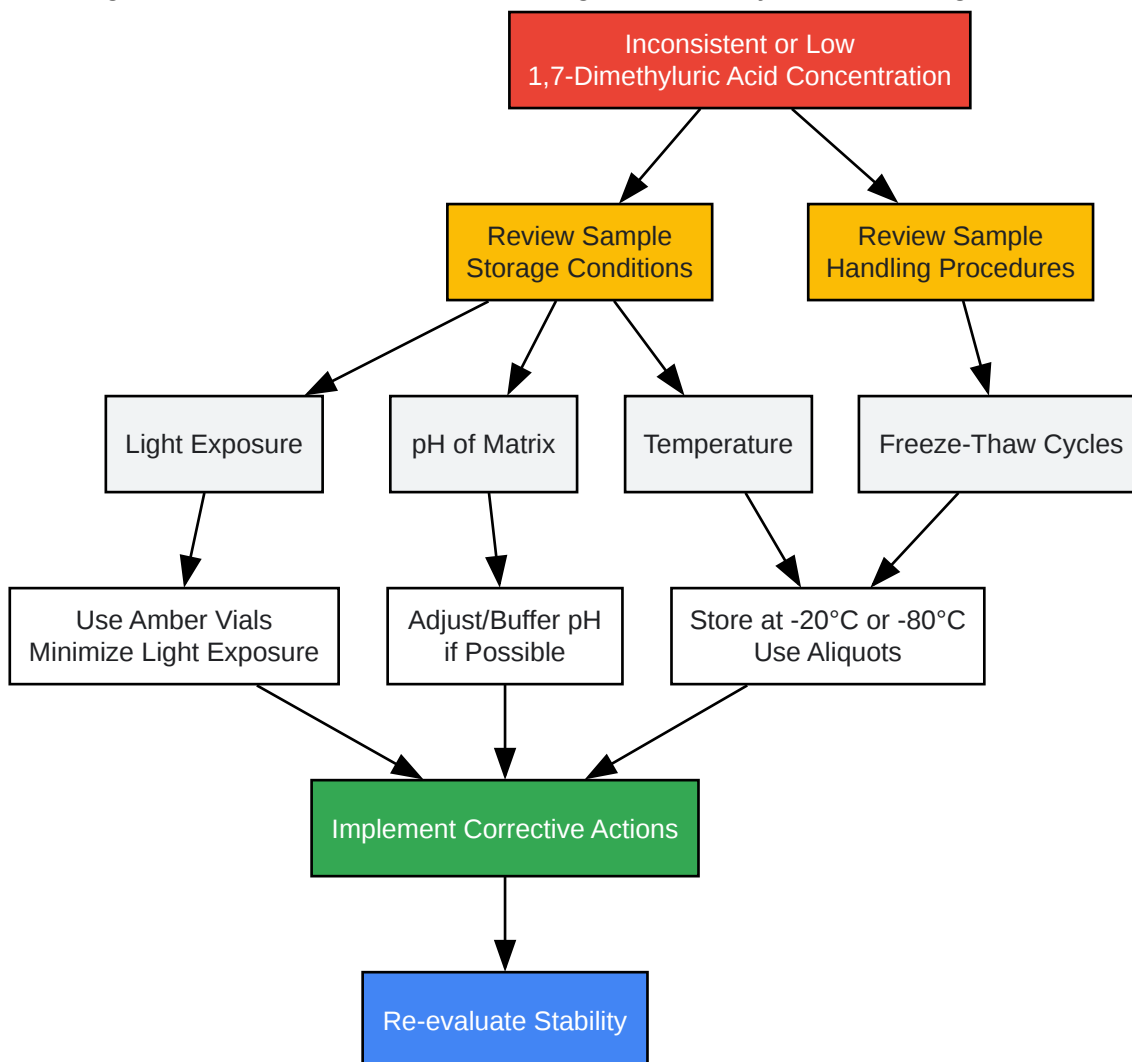 Inconsistent or Low
1,7-Dimethyluric Acid Concentration
Review Sample
Storage Conditions
Review Sample
Handling Procedures
Light Exposure
pH of Matrix
Temperature
Freeze-Thaw Cycles
Use Amber Vials
Minimize Light Exposure
Adjust/Buffer pH
if Possible
Store at -20°C or -80°C
Use Aliquots
Implement Corrective Actions
Re-evaluate Stability